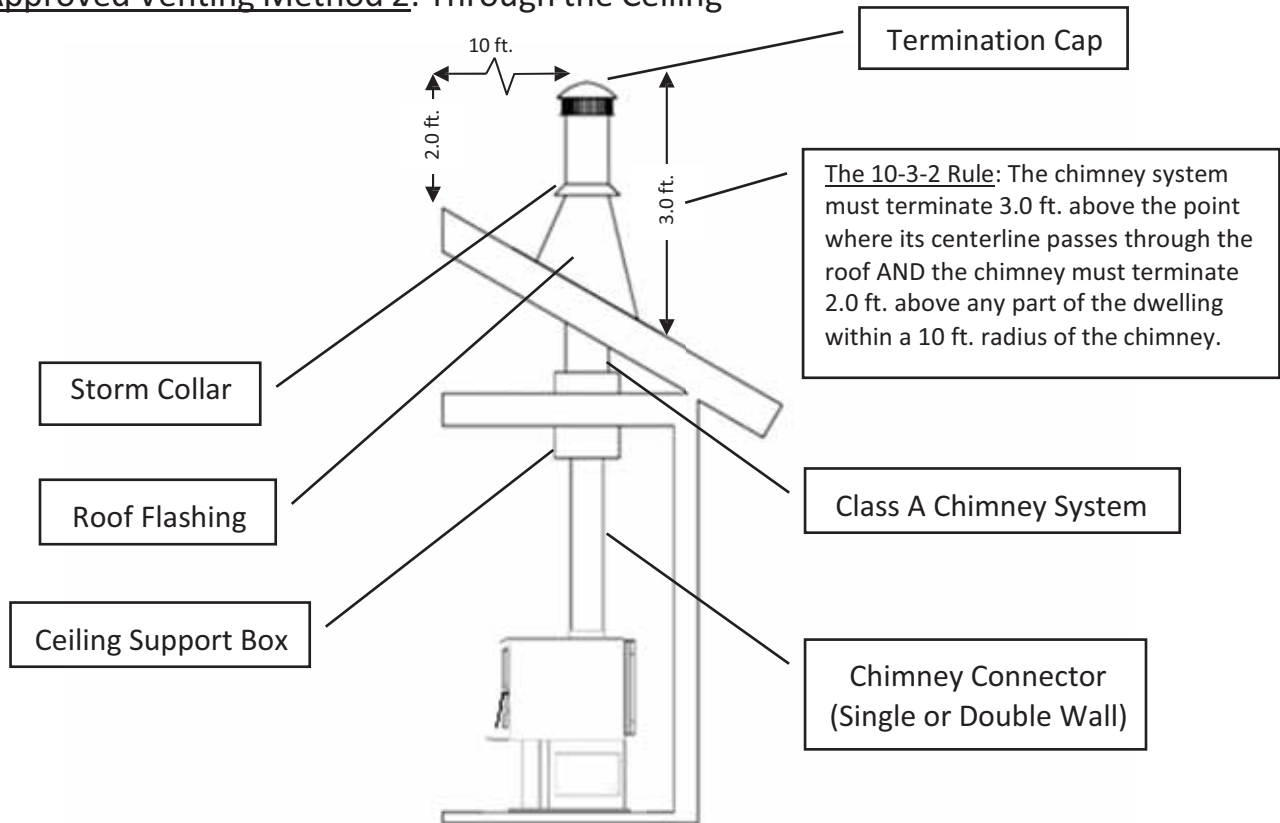 Approved Venting Method 2: Through the Ceiling
10 ft.
Termination Cap
2.0 ft.
3.0 ft.
The 10-3-2 Rule: The chimney system
must terminate 3.0 ft. above the point
where its centerline passes through the
roof AND the chimney must terminate
2.0 ft. above any part of the dwelling
within a 10 ft. radius of the chimney.
Storm Collar
Roof Flashing
Class A Chimney System
Ceiling Support Box
Chimney Connector
(Single or Double Wall)